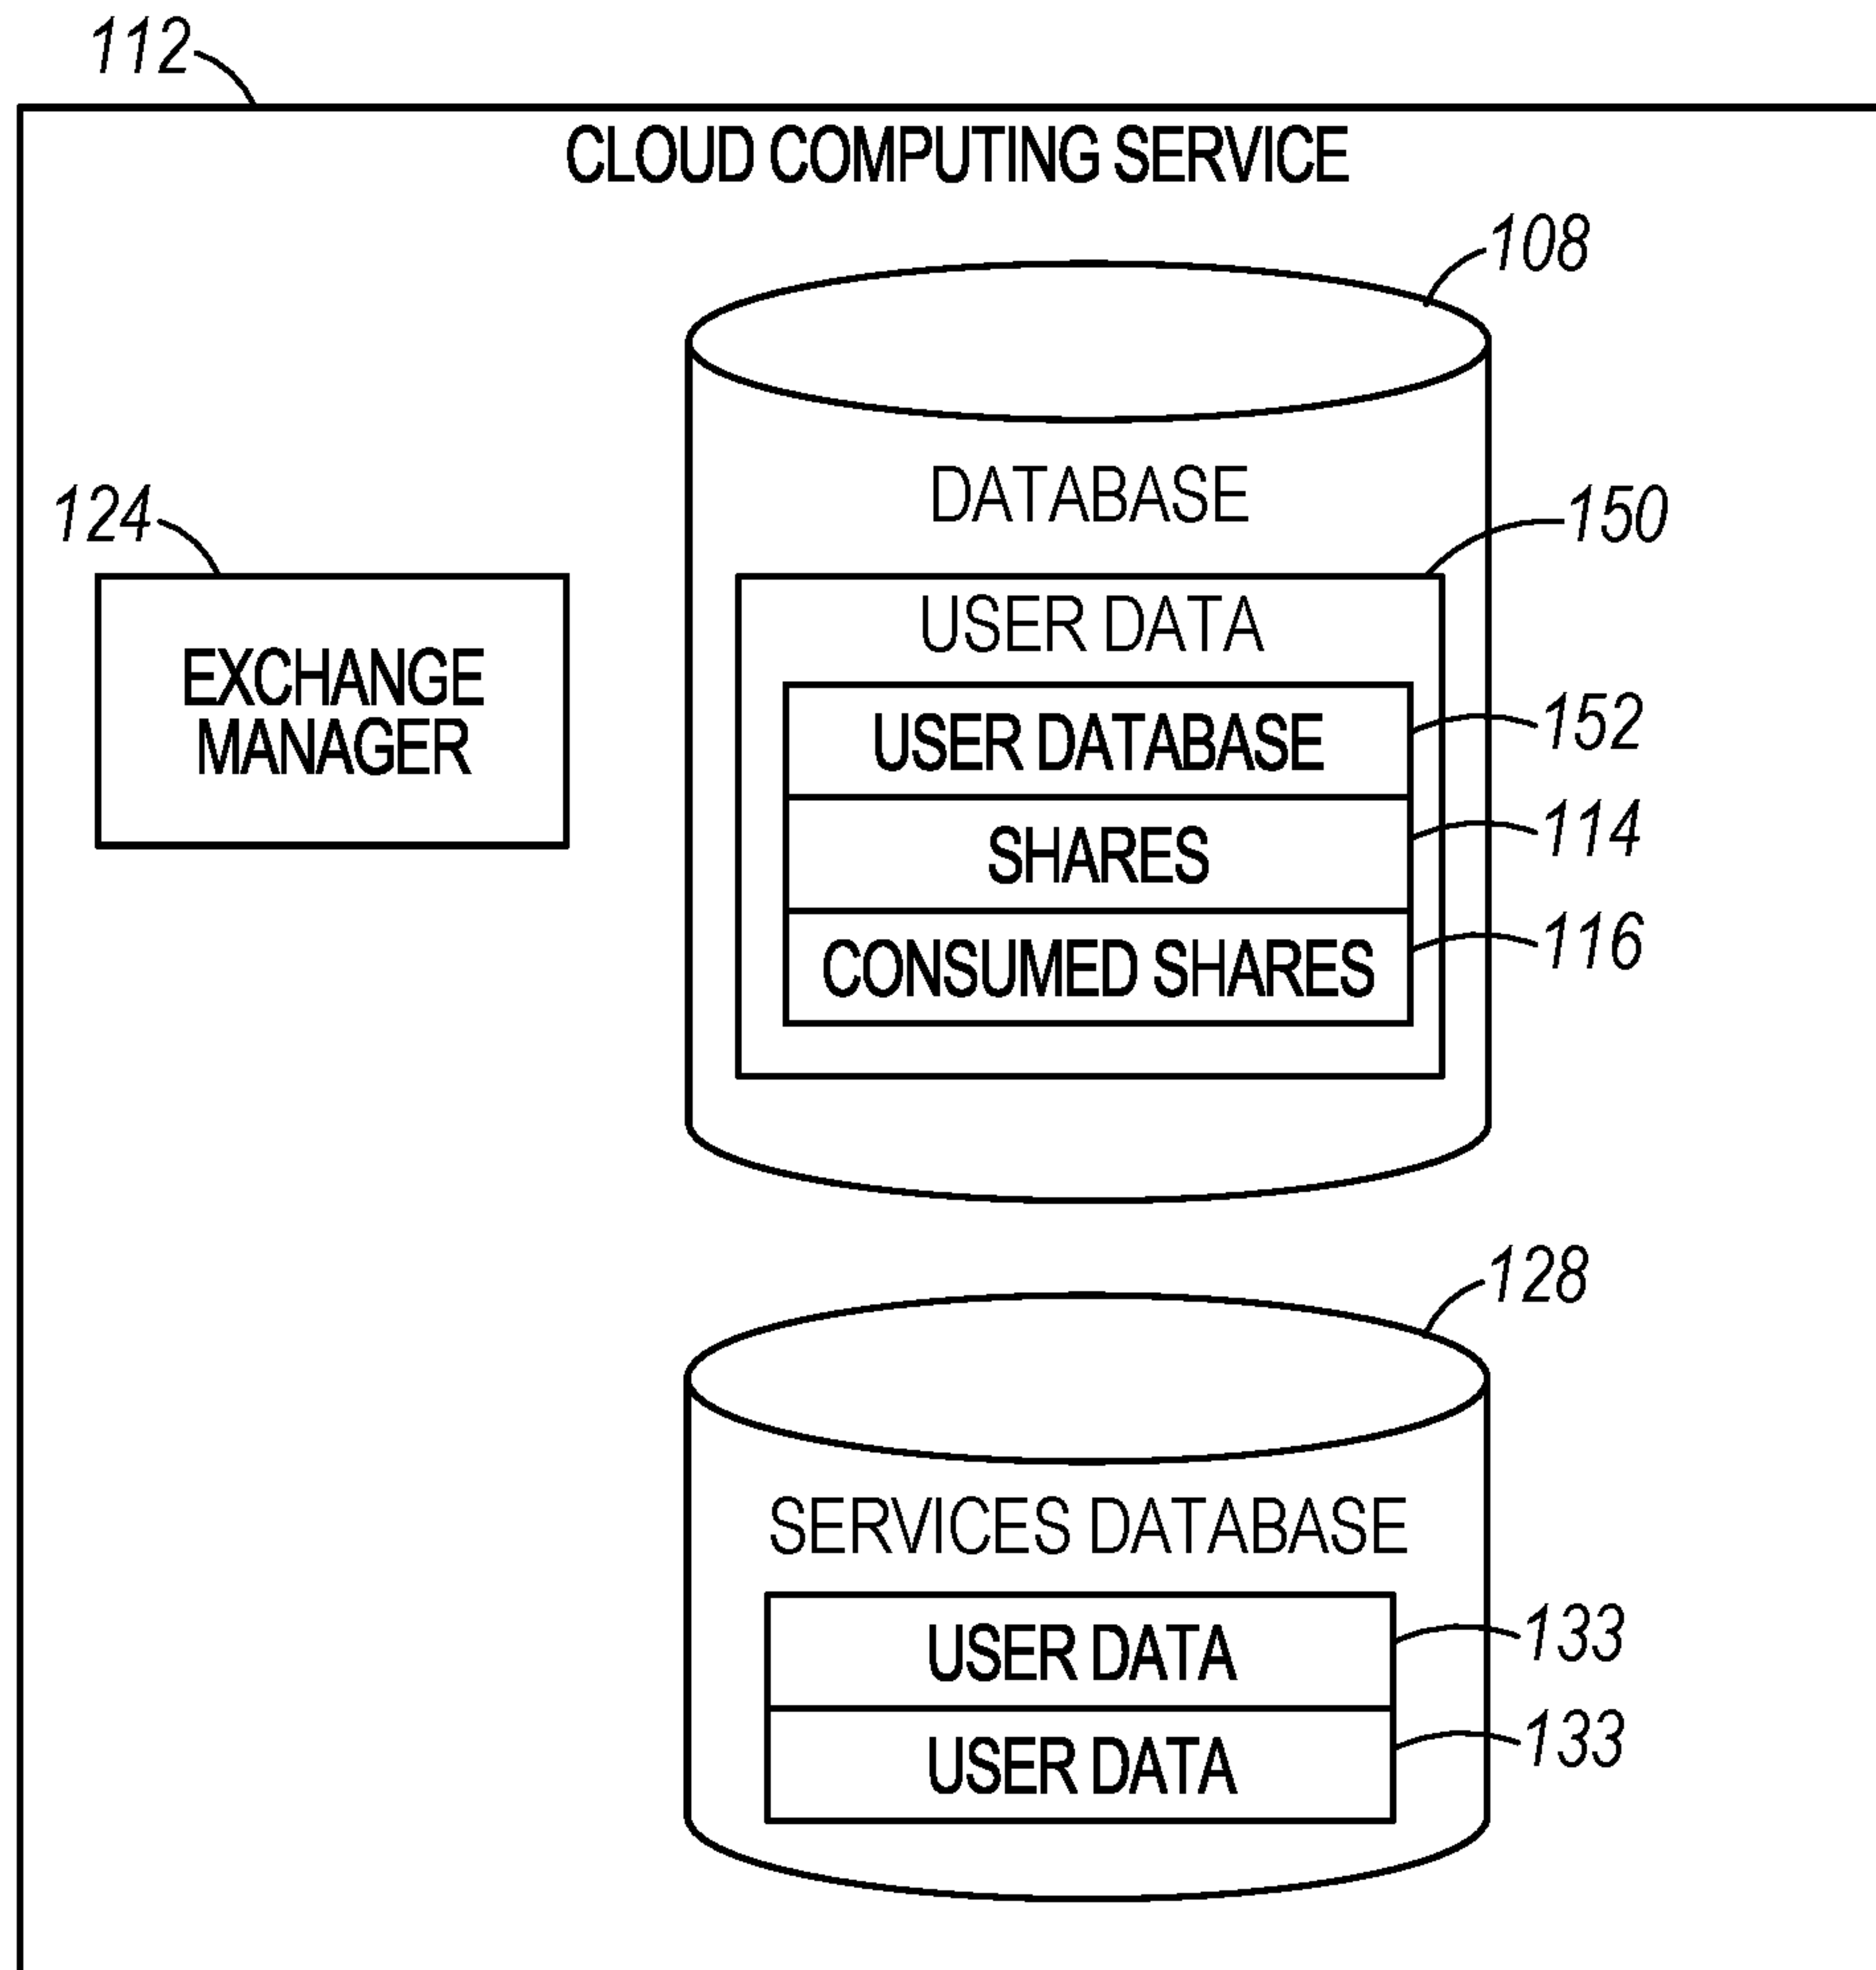 112
CLOUD COMPUTING SERVICE
108
DATABASE
124
150
USER DATA
EXCHANGE
MANAGER
USER DATABASE
152
SHARES
114
CONSUMED SHARES
116
128
SERVICES DATABASE
USER DATA
133
USER DATA
133